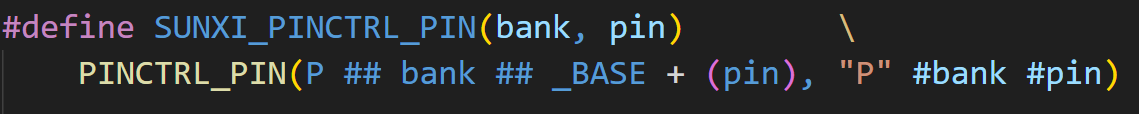 #define SUNXI_PINCTRL_PIN(bank, pin) \
PINCTRL_PIN(P ## bank ## _BASE + (pin), "P" #bank #pin)